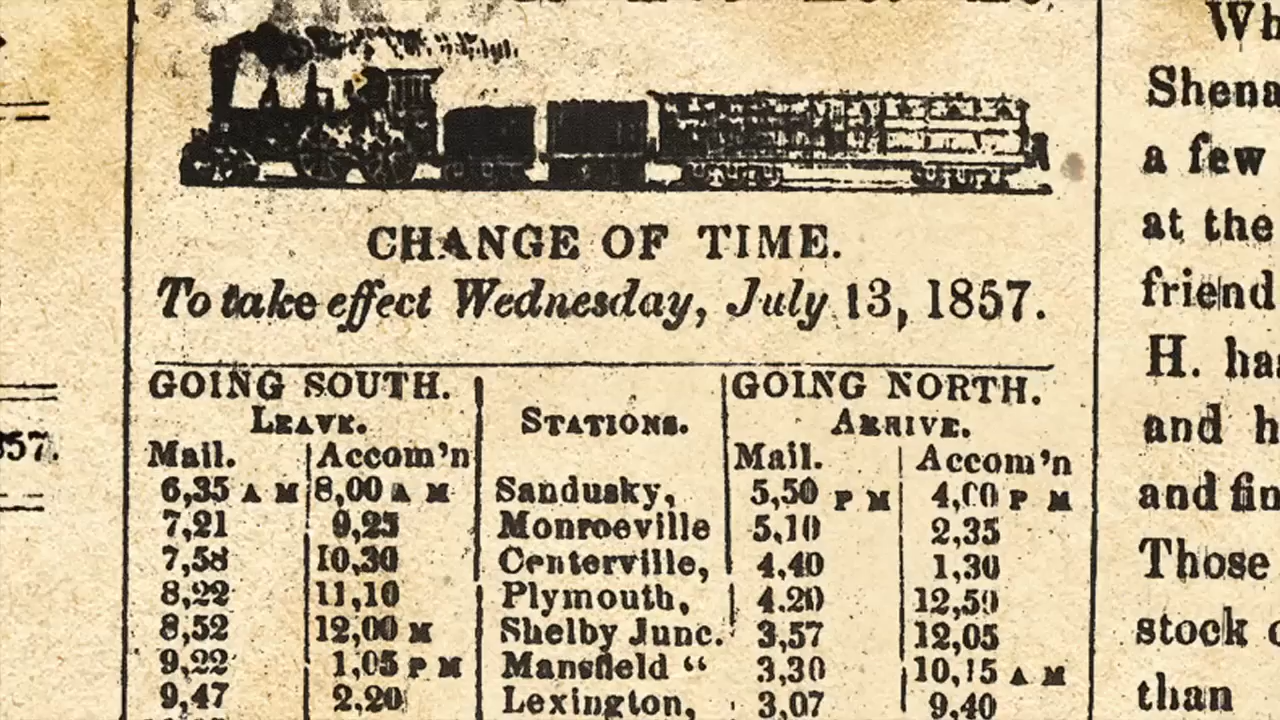 CHANGE OF TIME.
To take effect Wednesday, July 13, 1857.
GOING SOUTH. GOING NORTH.
LEAVE. STATIONS. ARRIVE.
Mail. Accom'n Mail. Accom'n
6,35 A M 8,00 A M Sandusky, 5,50 P M 4,00 P M
7,21 9,25 Monroeville 5,10 2,35
7,58 10,30 Centerville, 4,40 1,30
8,22 11,10 Plymouth, 4.20 12,50
8,52 12,00 M Shelby Junc. 3,57 12,05
9,22 1,05 P M Mansfield “ 3,30 10,15 A M
9,47 2,20 Lexington, 3,07 9,40
857.
Shena
a few
at the
friend
H. has
and h
and fin
Those
stock o
than